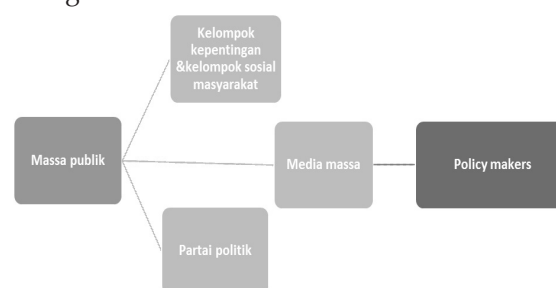 Kelompok
kepentingan
&kelompok sosial
masyarakat
Massa publik
Media massa
Policy makers
Partai politik